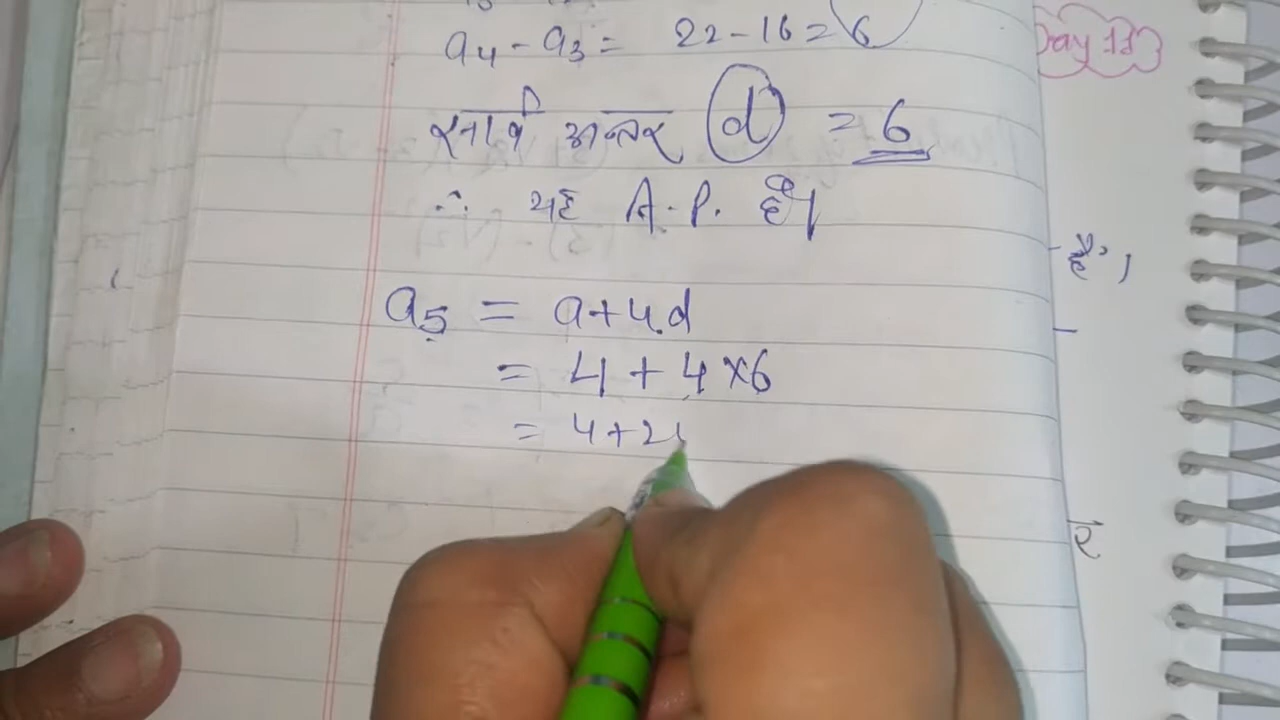 a4 - a3 = 22 - 16 = 6
Day 11
सार्व अन्तर d = 6
∴ यह A.P. है।
हैं।
a5 = a + 4d
= 4 + 4 × 6
= 4 + 24